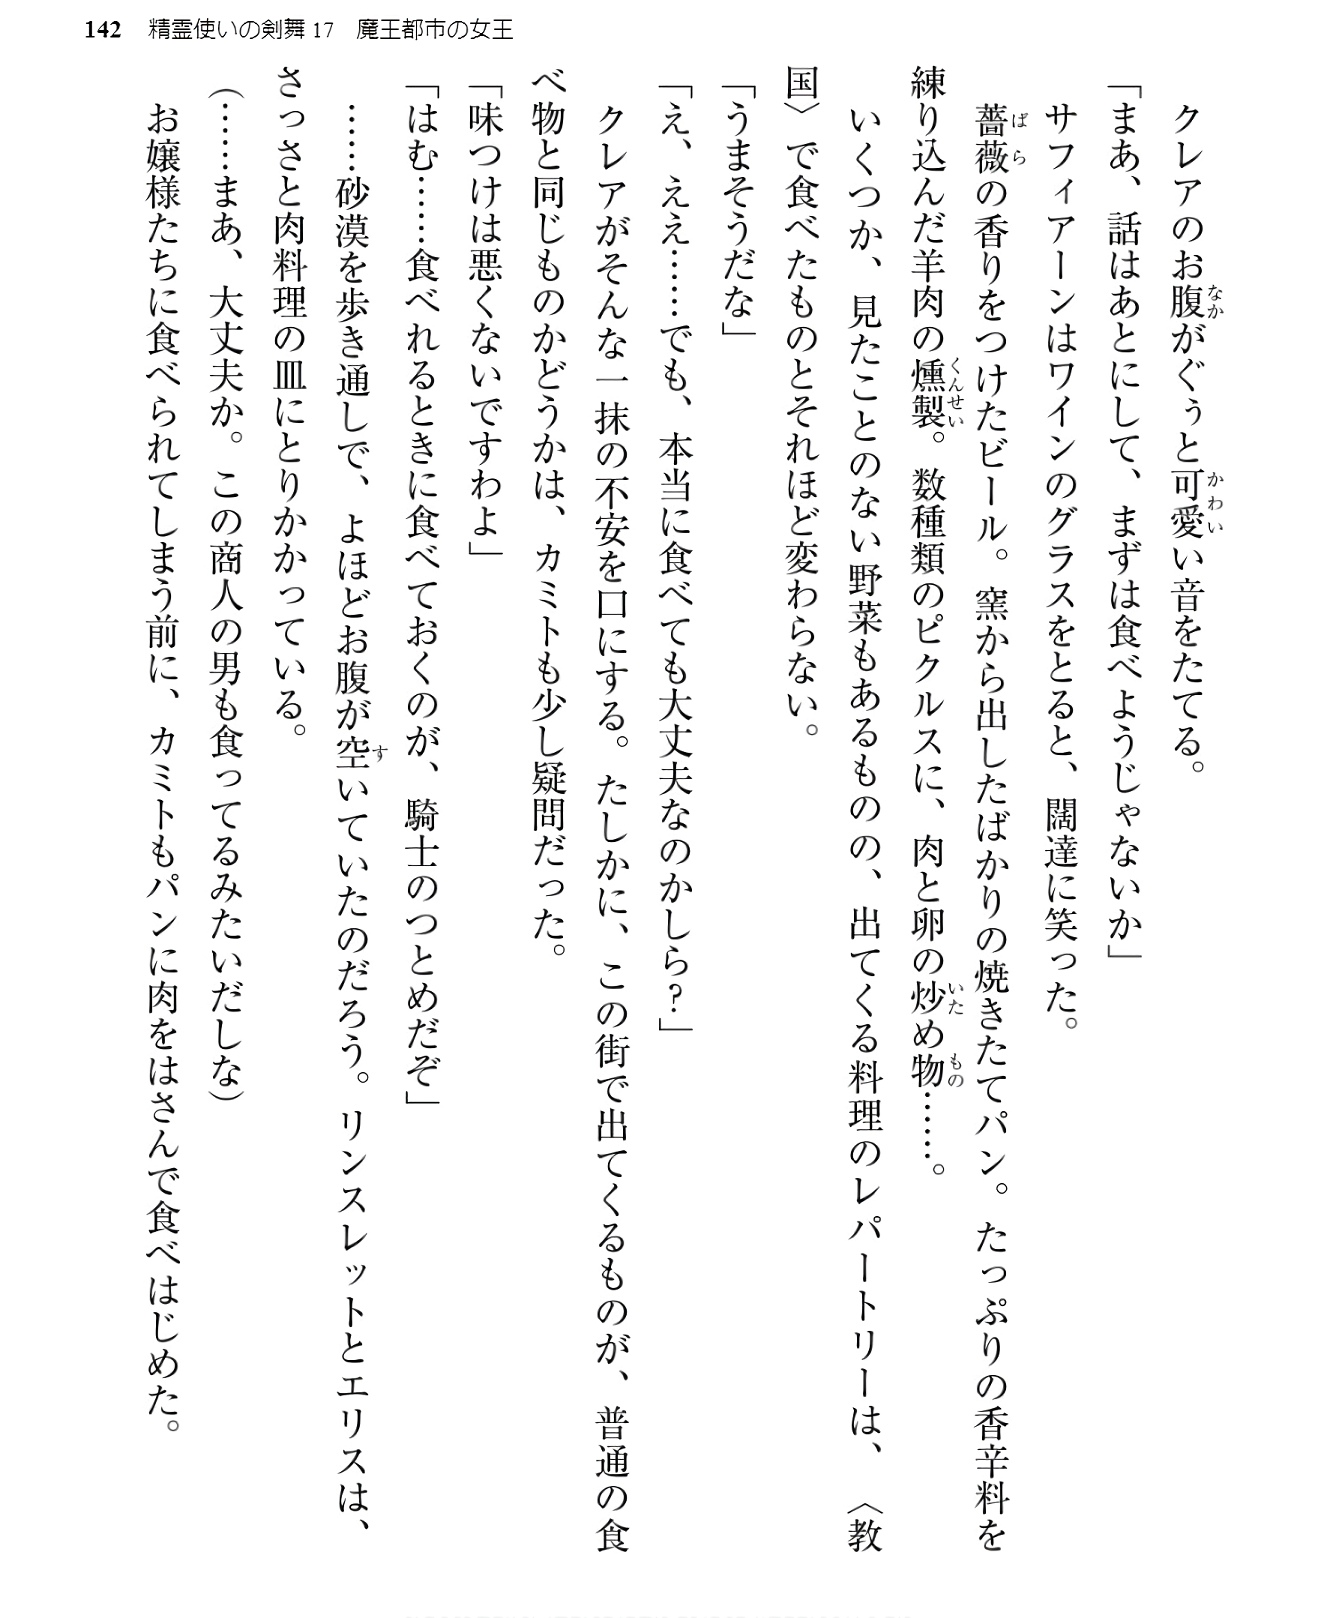 142 精霊使いの剣舞17 魔王都市の女王
クレアのお腹がぐぅと可愛い音をたてる。
「まあ、話はあとにして、まずは食べようじゃないか」
サフィアーンはワインのグラスをとると、闊達に笑った。
薔薇の香りをつけたビール。窯から出したばかりの焼きたてパン。たっぷりの香辛料を
練り込んだ羊肉の燻製。数種類のピクルスに、肉と卵の炒め物……。
いくつか、見たことのない野菜もあるものの、出てくる料理のレパートリーは、〈教
国〉で食べたものとそれほど変わらない。
「うまそうだな」
「え、ええ……でも、本当に食べても大丈夫なのかしら?」
クレアがそんな一抹の不安を口にする。たしかに、この街で出てくるものが、普通の食
べ物と同じものかどうかは、カミトも少し疑問だった。
「味つけは悪くないですわよ」
「はむ……食べれるときに食べておくのが、騎士のつとめだぞ」
……砂漠を歩き通しで、よほどお腹が空いていたのだろう。リンスレットとエリスは、
さっさと肉料理の皿にとりかかっている。
(……まあ、大丈夫か。この商人の男も食ってるみたいだしな)
お嬢様たちに食べられてしまう前に、カミトもパンに肉をはさんで食べはじめた。